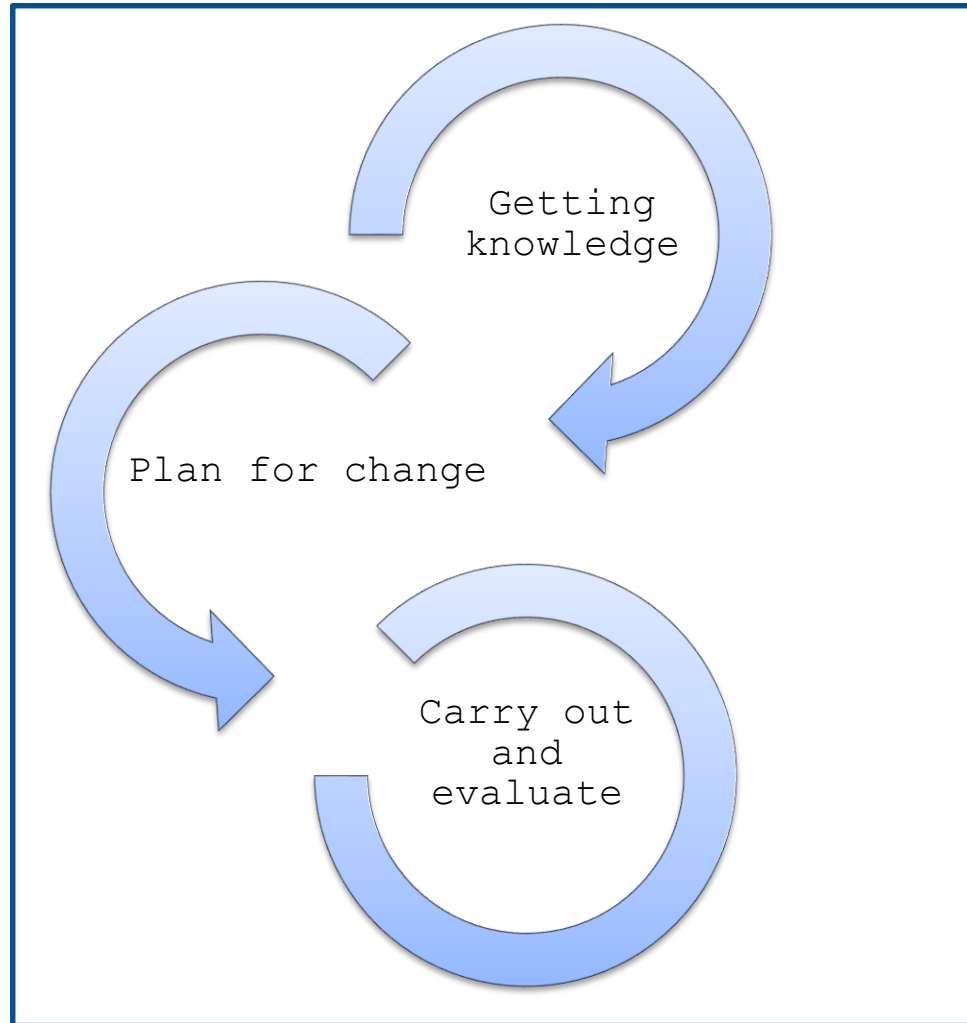 Getting
knowledge
Plan for change
Carry out
and
evaluate